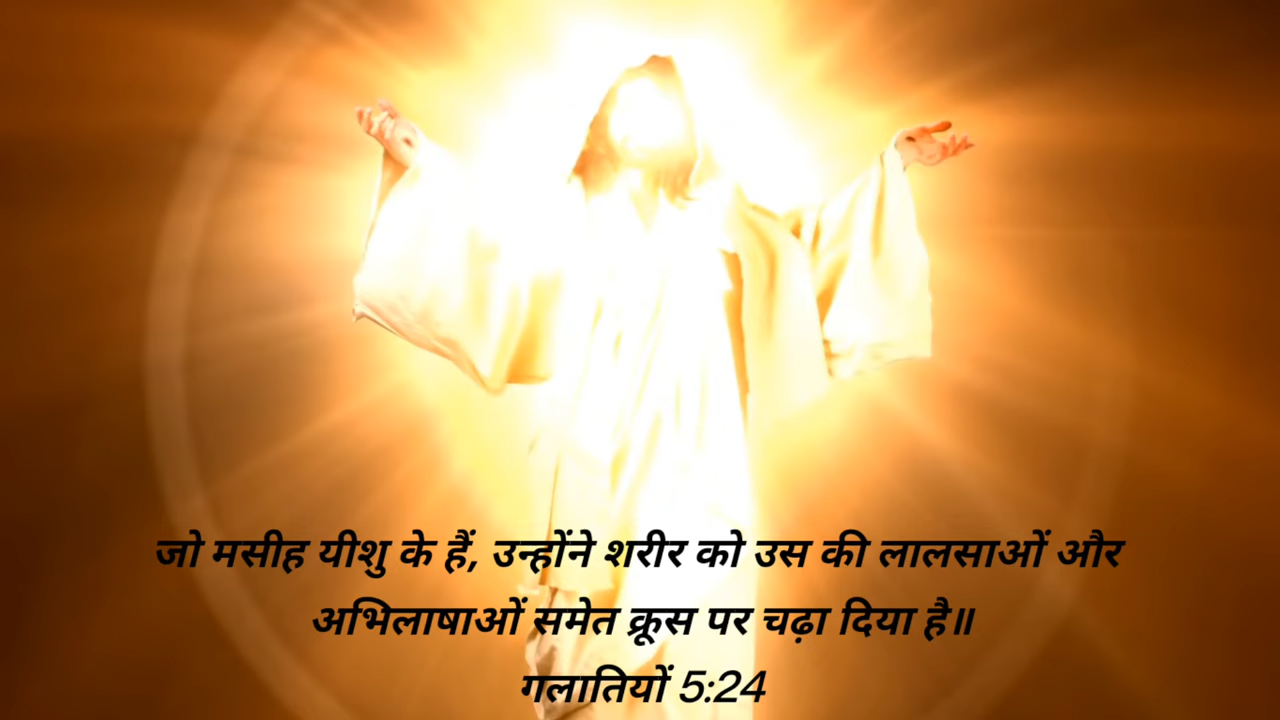 जो मसीह यीशु के हैं, उन्होंने शरीर को उस की लालसाओं और
अभिलाषाओं समेत क्रूस पर चढ़ा दिया है॥
गलातियों 5:24